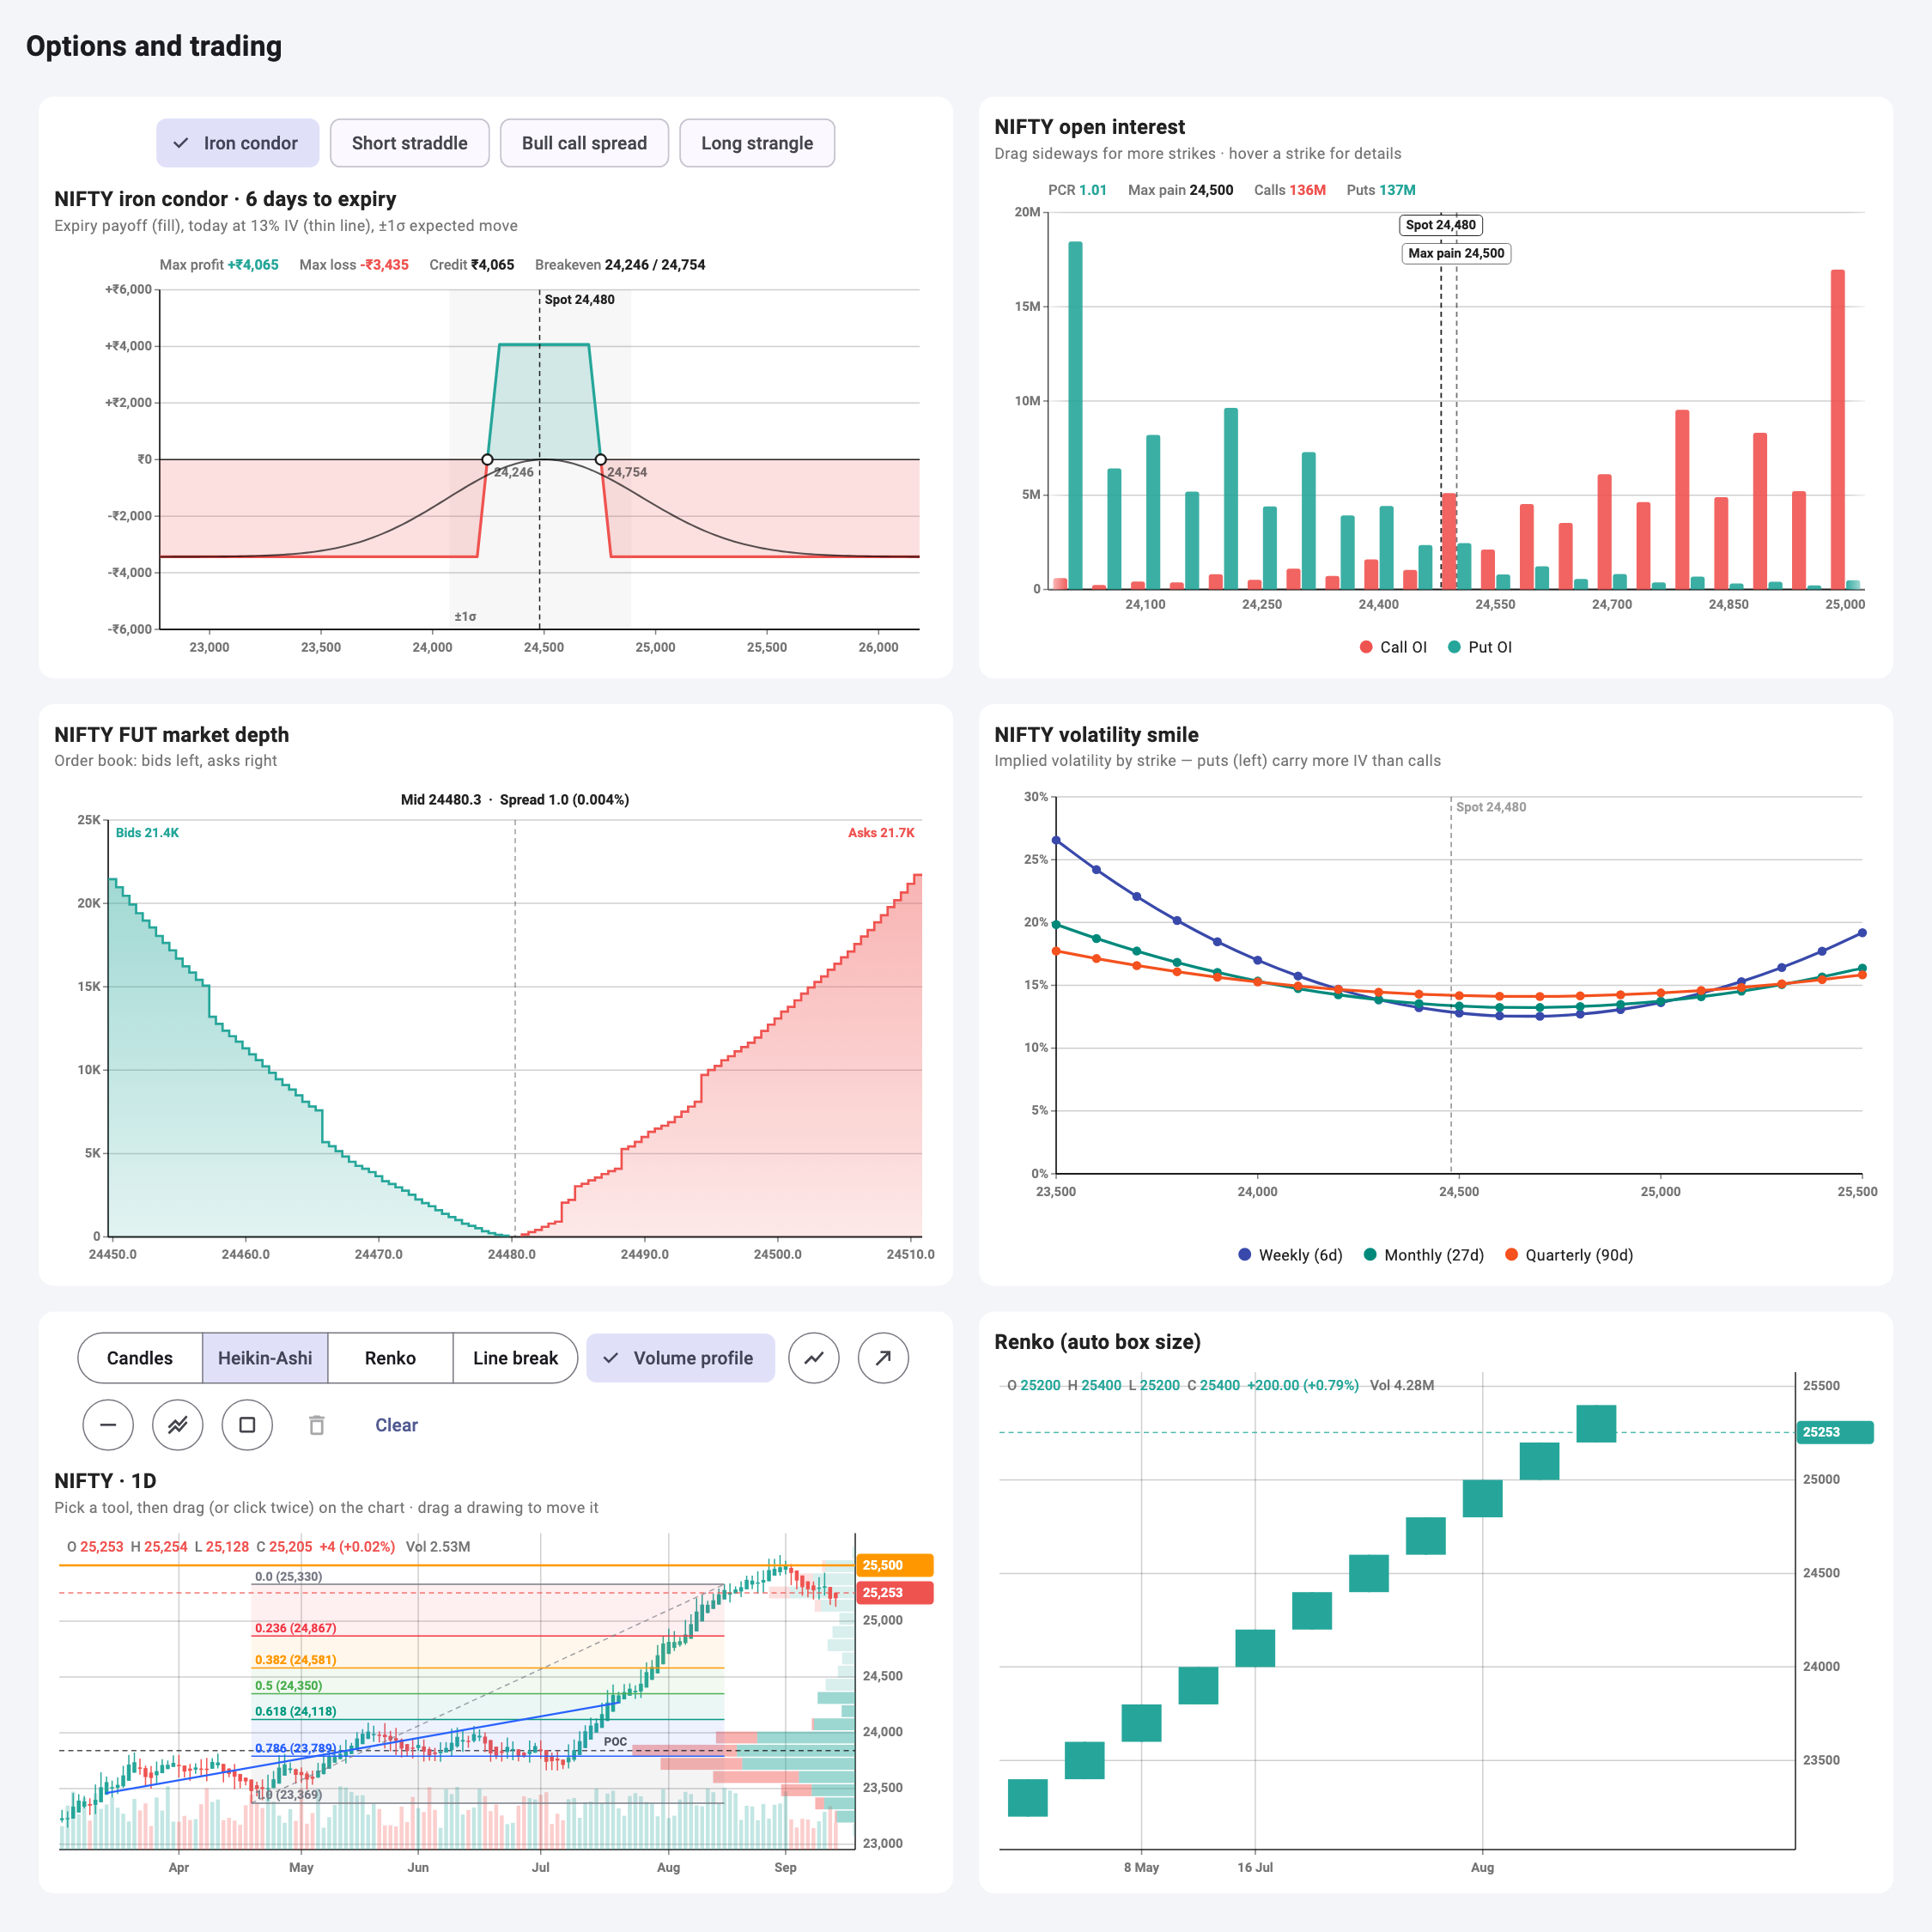 Options and trading
Iron condor
Short straddle
Bull call spread
Long strangle
NIFTY iron condor · 6 days to expiry
Expiry payoff (fill), today at 13% IV (thin line), ±1σ expected move
Max profit +₹4,065 Max loss -₹3,435 Credit ₹4,065 Breakeven 24,246 / 24,754
+₹6,000
+₹4,000
+₹2,000
₹0
-₹2,000
-₹4,000
-₹6,000
Spot 24,480
24,246
24,754
±1σ
23,000
23,500
24,000
24,500
25,000
25,500
26,000
NIFTY open interest
Drag sideways for more strikes · hover a strike for details
PCR 1.01 Max pain 24,500 Calls 136M Puts 137M
20M
15M
10M
5M
0
Spot 24,480
Max pain 24,500
24,100
24,250
24,400
24,550
24,700
24,850
25,000
Call OI
Put OI
NIFTY FUT market depth
Order book: bids left, asks right
Mid 24480.3 · Spread 1.0 (0.004%)
25K
20K
15K
10K
5K
0
Bids 21.4K
Asks 21.7K
24450.0
24460.0
24470.0
24480.0
24490.0
24500.0
24510.0
NIFTY volatility smile
Implied volatility by strike — puts (left) carry more IV than calls
30%
25%
20%
15%
10%
5%
0%
Spot 24,480
23,500
24,000
24,500
25,000
25,500
Weekly (6d)
Monthly (27d)
Quarterly (90d)
Candles
Heikin-Ashi
Renko
Line break
Volume profile
Clear
NIFTY · 1D
Pick a tool, then drag (or click twice) on the chart · drag a drawing to move it
O 25,253 H 25,254 L 25,128 C 25,205 +4 (+0.02%) Vol 2.53M
0.0 (25,330)
0.236 (24,867)
0.382 (24,581)
0.5 (24,350)
0.618 (24,118)
0.786 (23,789)
1.0 (23,369)
POC
25,500
25,253
25,000
24,500
24,000
23,500
23,000
Apr
May
Jun
Jul
Aug
Sep
Renko (auto box size)
O 25200 H 25400 L 25200 C 25400 +200.00 (+0.79%) Vol 4.28M
25500
25253
25000
24500
24000
23500
8 May
16 Jul
Aug